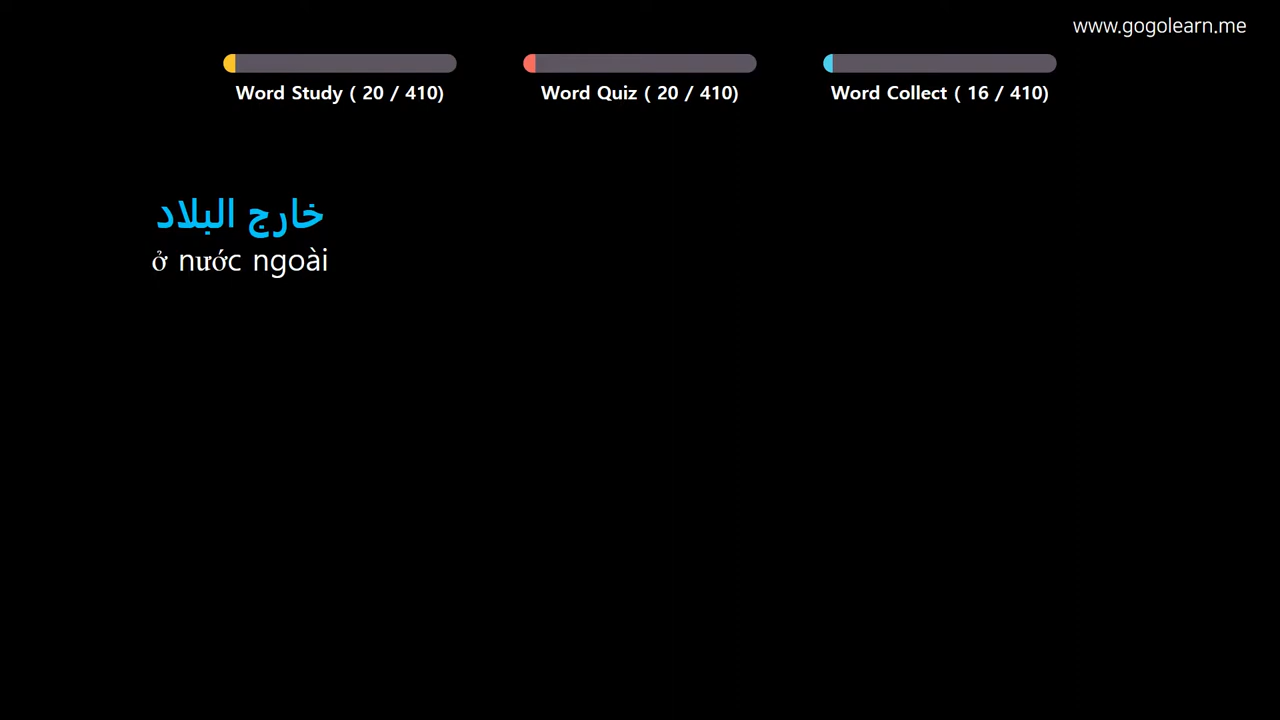 www.gogolearn.me
Word Study ( 20 / 410)
Word Quiz ( 20 / 410)
Word Collect ( 16 / 410)
خارج البلاد
ở nước ngoài